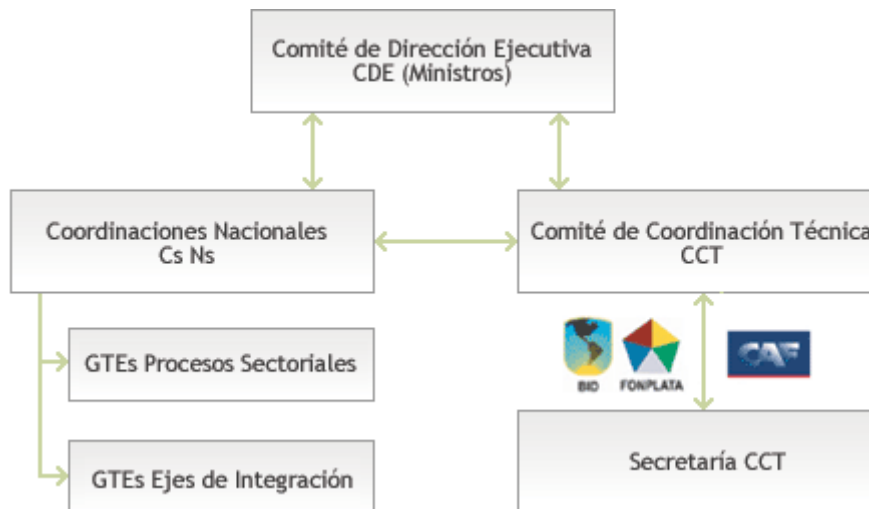 Comité de Dirección Ejecutiva
CDE (Ministros)
Coordinaciones Nacionales
Cs Ns
Comité de Coordinación Técnica
CCT
GTEs Procesos Sectoriales
GTEs Ejes de Integración
BID
FONPLATA
CAF
Secretaría CCT